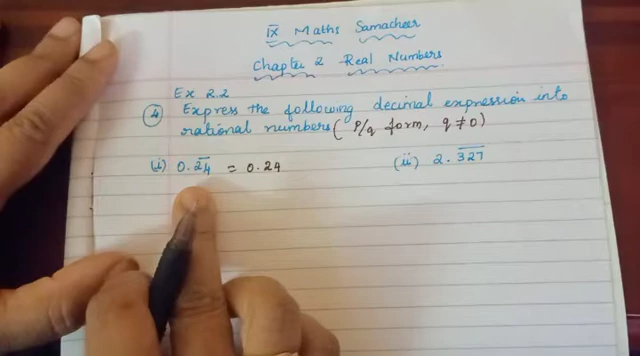 IX Maths Samacheer
Chapter 2 Real Numbers.
Ex 2.2
④ Express the following decimal expression into
rational numbers (P/q form, q ≠ 0)
(i) 0.2̅4̅ = 0.24 (ii) 2.3̅2̅7̅